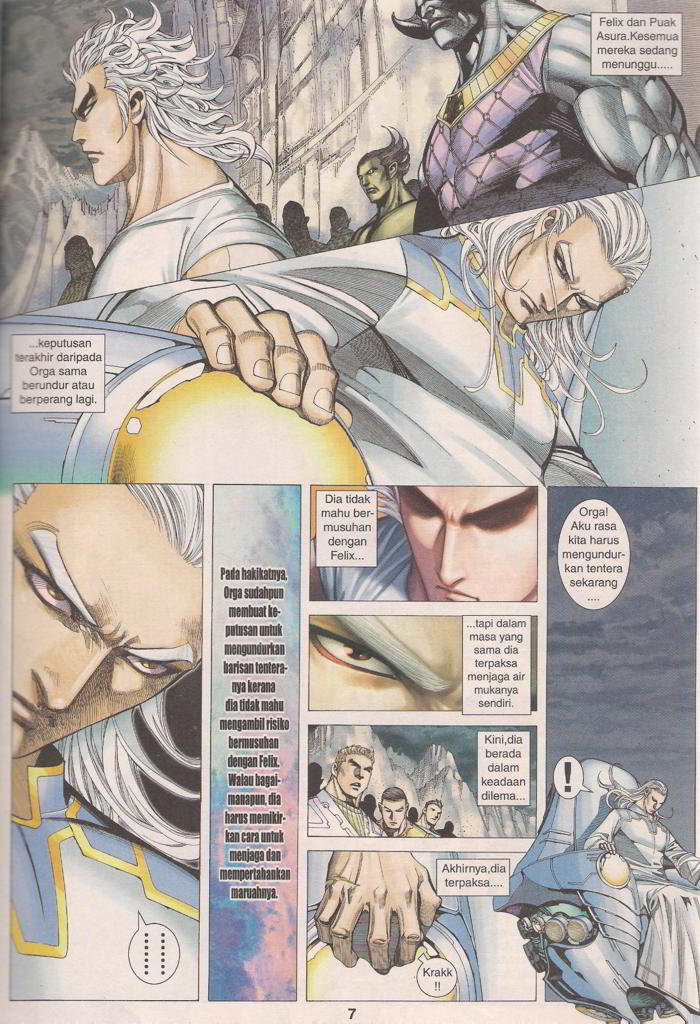 Felix dan Puak
Asura.Kesemua
mereka sedang
menunggu.....
...keputusan
terakhir daripada
Orga sama
berundur atau
berperang lagi.
Pada hakikatnya,
Orga sudahpun
membuat ke-
putusan untuk
mengundurkan
barisan tentera-
nya kerana
dia tidak mahu
mengambil risiko
bermusuhan
dengan Felix.
Walau bagai-
manapun, dia
harus memikir-
kan cara untuk
menjaga dan
mempertahankan
maruahnya.
Dia tidak
mahu ber-
musuhan
dengan
Felix...
...tapi dalam
masa yang
sama dia
terpaksa
menjaga air
mukanya
sendiri.
Kini,dia
berada
dalam
keadaan
dilema...
Akhirnya,dia
terpaksa....
Krakk
!!
Orga!
Aku rasa
kita harus
mengundur-
kan tentera
sekarang
....
!
7